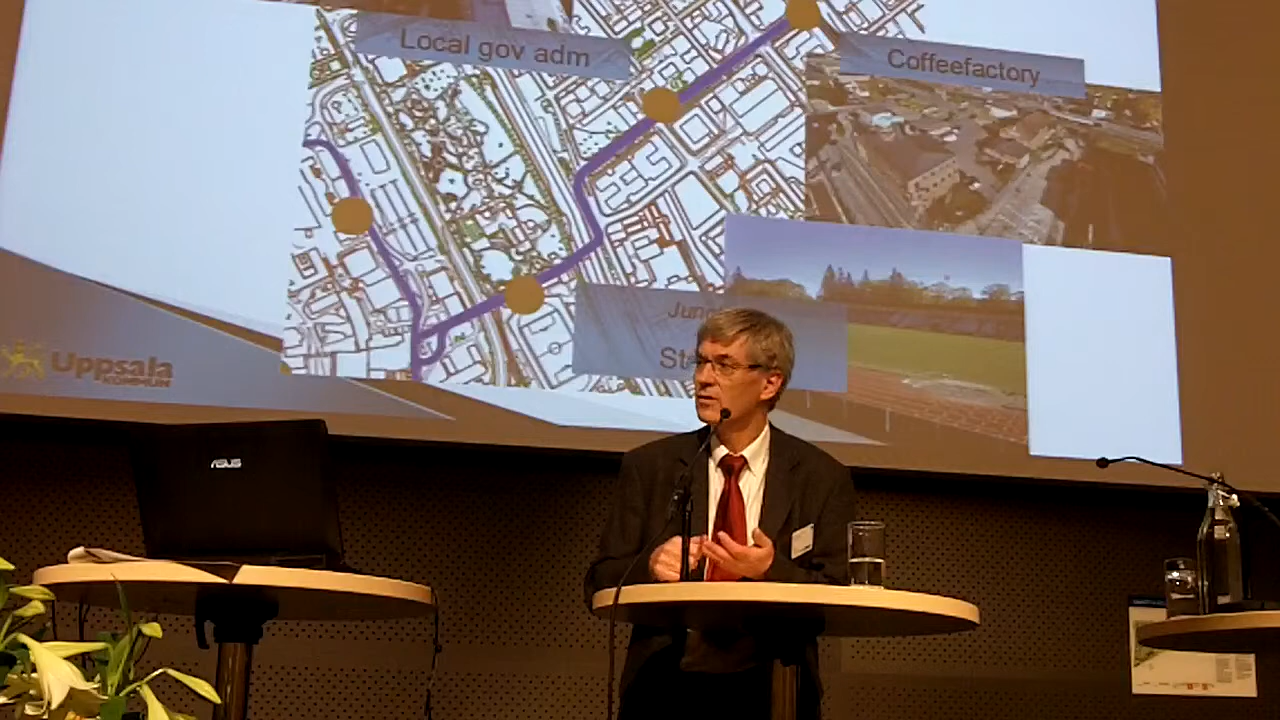 Local gov adm
Coffeefactory
Uppsala
KOMMUN
ASUS